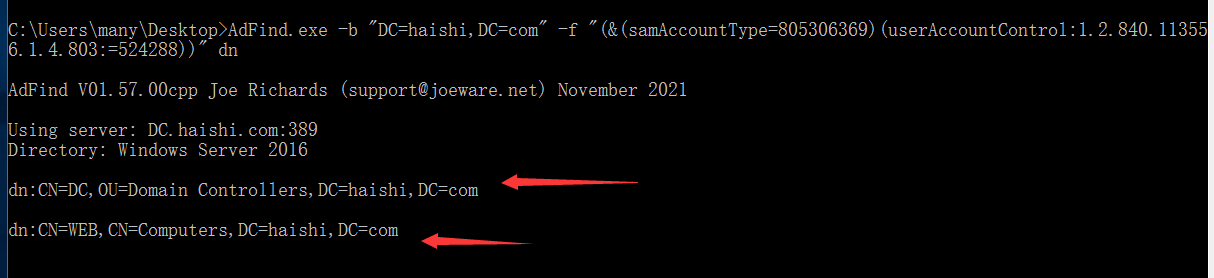 C:\Users\many\Desktop>AdFind.exe -b "DC=haishi,DC=com" -f "(&(samAccountType=805306369)(userAccountControl:1.2.840.11355
6.1.4.803:=524288))" dn
AdFind V01.57.00cpp Joe Richards (support@joeware.net) November 2021
Using server: DC.haishi.com:389
Directory: Windows Server 2016
dn:CN=DC,OU=Domain Controllers,DC=haishi,DC=com
dn:CN=WEB,CN=Computers,DC=haishi,DC=com